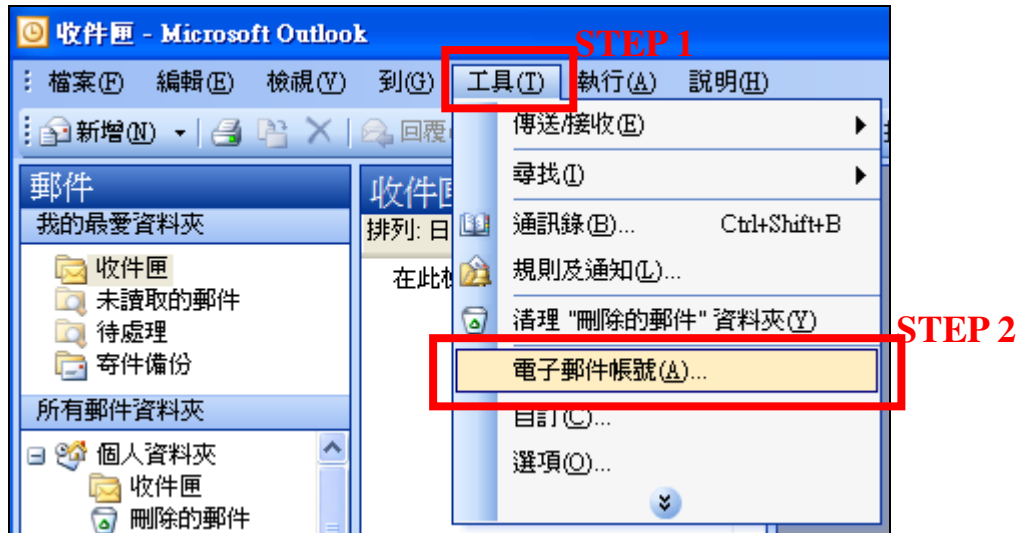 收件匣 - Microsoft Outlook
STEP 1
檔案(F) 編輯(E) 檢視(V) 到(G) 工具(T) 執行(A) 說明(H)
新增(N) 回覆
傳送/接收(E)
尋找(I)
通訊錄(B)... Ctrl+Shift+B
規則及通知(L)...
清理 "刪除的郵件" 資料夾(Y)
電子郵件帳號(A)...
STEP 2
自訂(C)...
選項(O)...
郵件
我的最愛資料夾
收件匣
未讀取的郵件
待處理
寄件備份
所有郵件資料夾
個人資料夾
收件匣
刪除的郵件
收件匣
排列: 日
在此